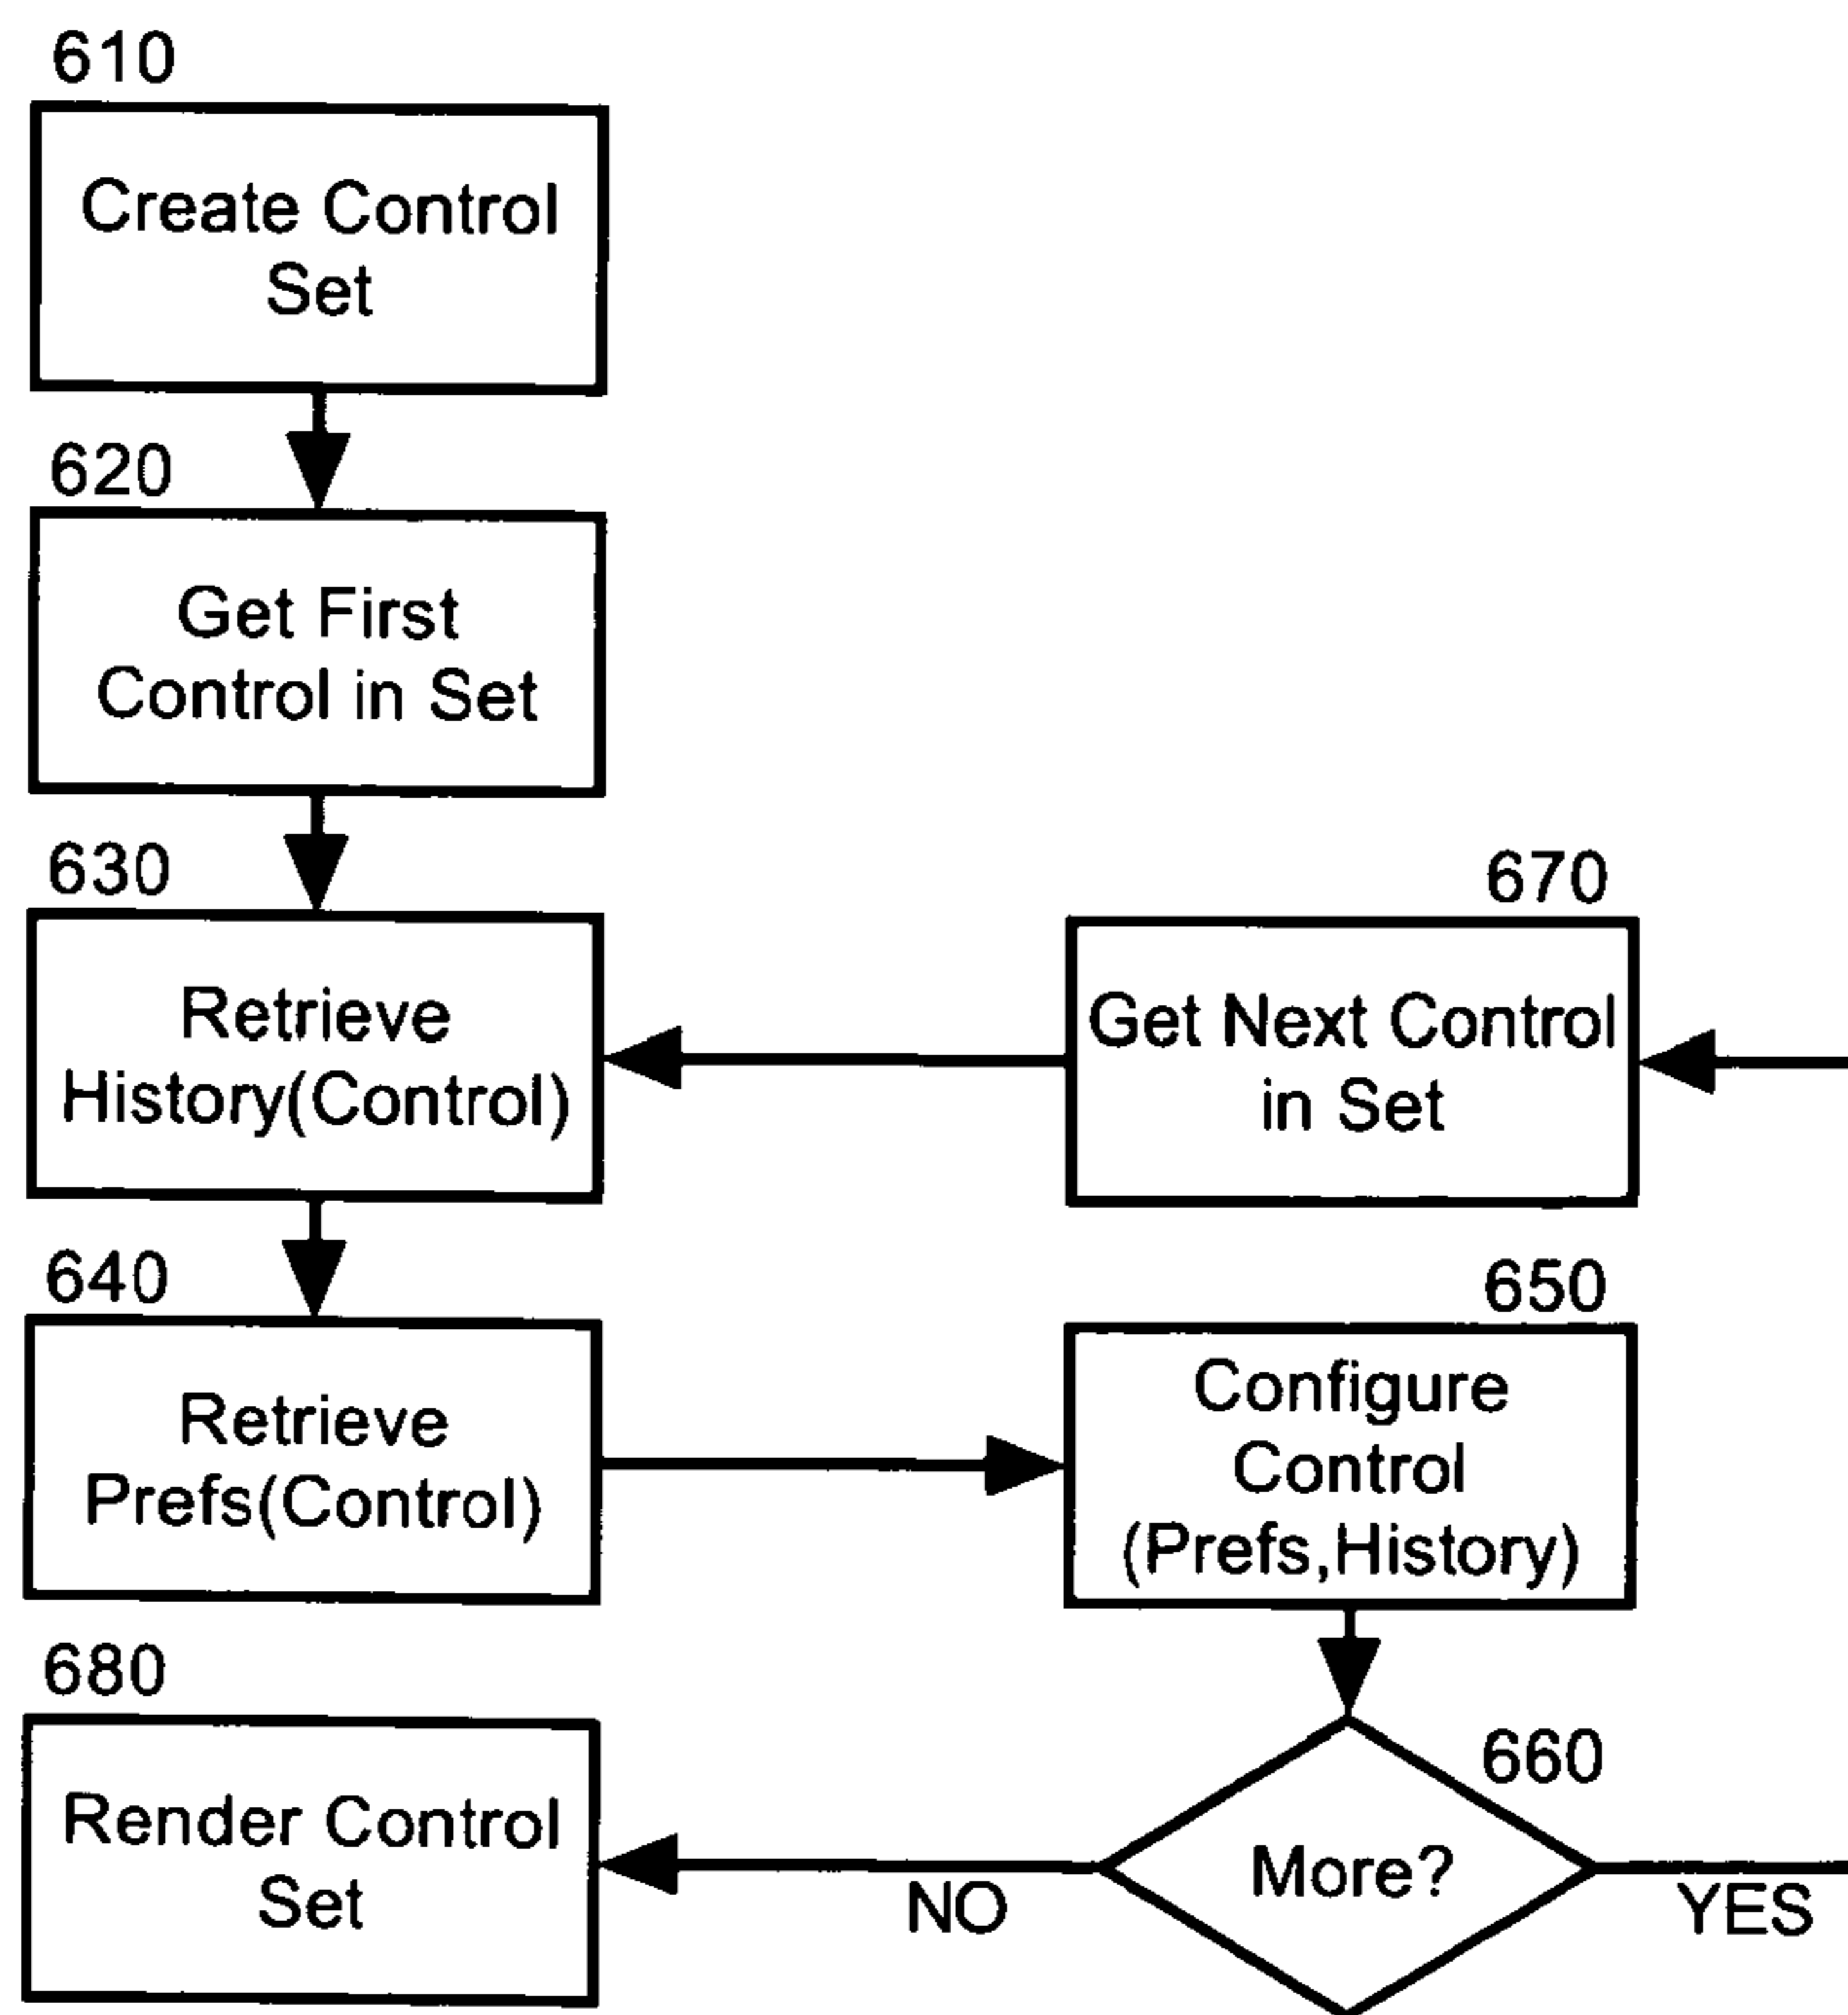 610
Create Control
Set
620
Get First
Control in Set
630
Retrieve
History(Control)
670
Get Next Control
in Set
640
Retrieve
Prefs(Control)
650
Configure
Control
(Prefs,History)
680
Render Control
Set
660
More?
NO
YES